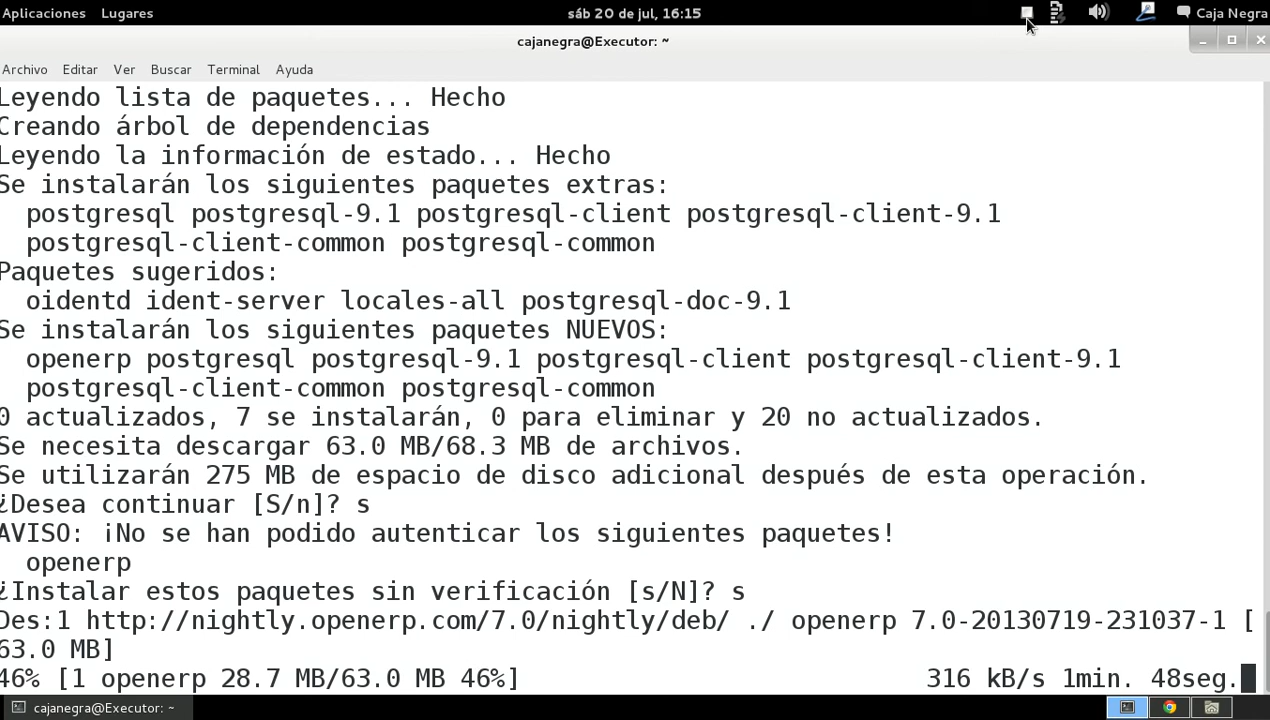 Aplicaciones Lugares sáb 20 de jul, 16:15 Caja Negra
cajanegra@Executor: ~
Archivo Editar Ver Buscar Terminal Ayuda
Leyendo lista de paquetes... Hecho
Creando árbol de dependencias
Leyendo la información de estado... Hecho
Se instalarán los siguientes paquetes extras:
postgresql postgresql-9.1 postgresql-client postgresql-client-9.1
postgresql-client-common postgresql-common
Paquetes sugeridos:
oidentd ident-server locales-all postgresql-doc-9.1
Se instalarán los siguientes paquetes NUEVOS:
openerp postgresql postgresql-9.1 postgresql-client postgresql-client-9.1
postgresql-client-common postgresql-common
0 actualizados, 7 se instalarán, 0 para eliminar y 20 no actualizados.
Se necesita descargar 63.0 MB/68.3 MB de archivos.
Se utilizarán 275 MB de espacio de disco adicional después de esta operación.
¿Desea continuar [S/n]? s
AVISO: ¡No se han podido autenticar los siguientes paquetes!
openerp
¿Instalar estos paquetes sin verificación [s/N]? s
Des:1 http://nightly.openerp.com/7.0/nightly/deb/ ./ openerp 7.0-20130719-231037-1 [
63.0 MB]
46% [1 openerp 28.7 MB/63.0 MB 46%] 316 kB/s 1min. 48seg.
cajanegra@Executor: ~